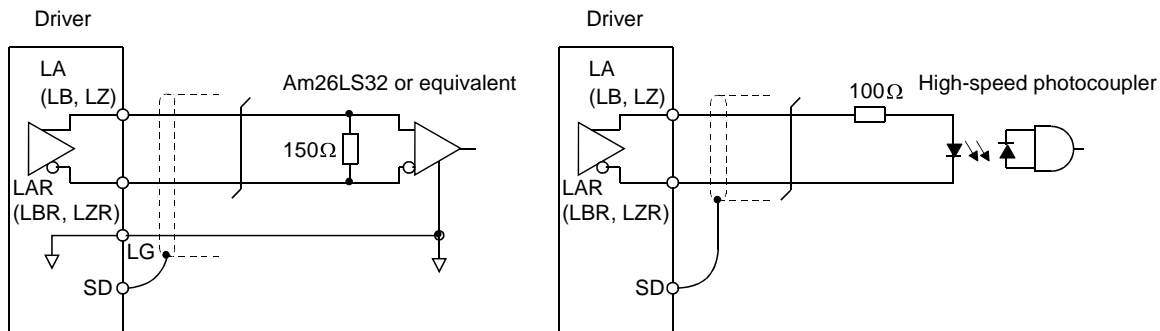 Driver
LA
(LB, LZ)
Am26LS32 or equivalent
150Ω
LAR
(LBR, LZR)
LG
SD
Driver
LA
(LB, LZ)
100Ω
High-speed photocoupler
LAR
(LBR, LZR)
SD